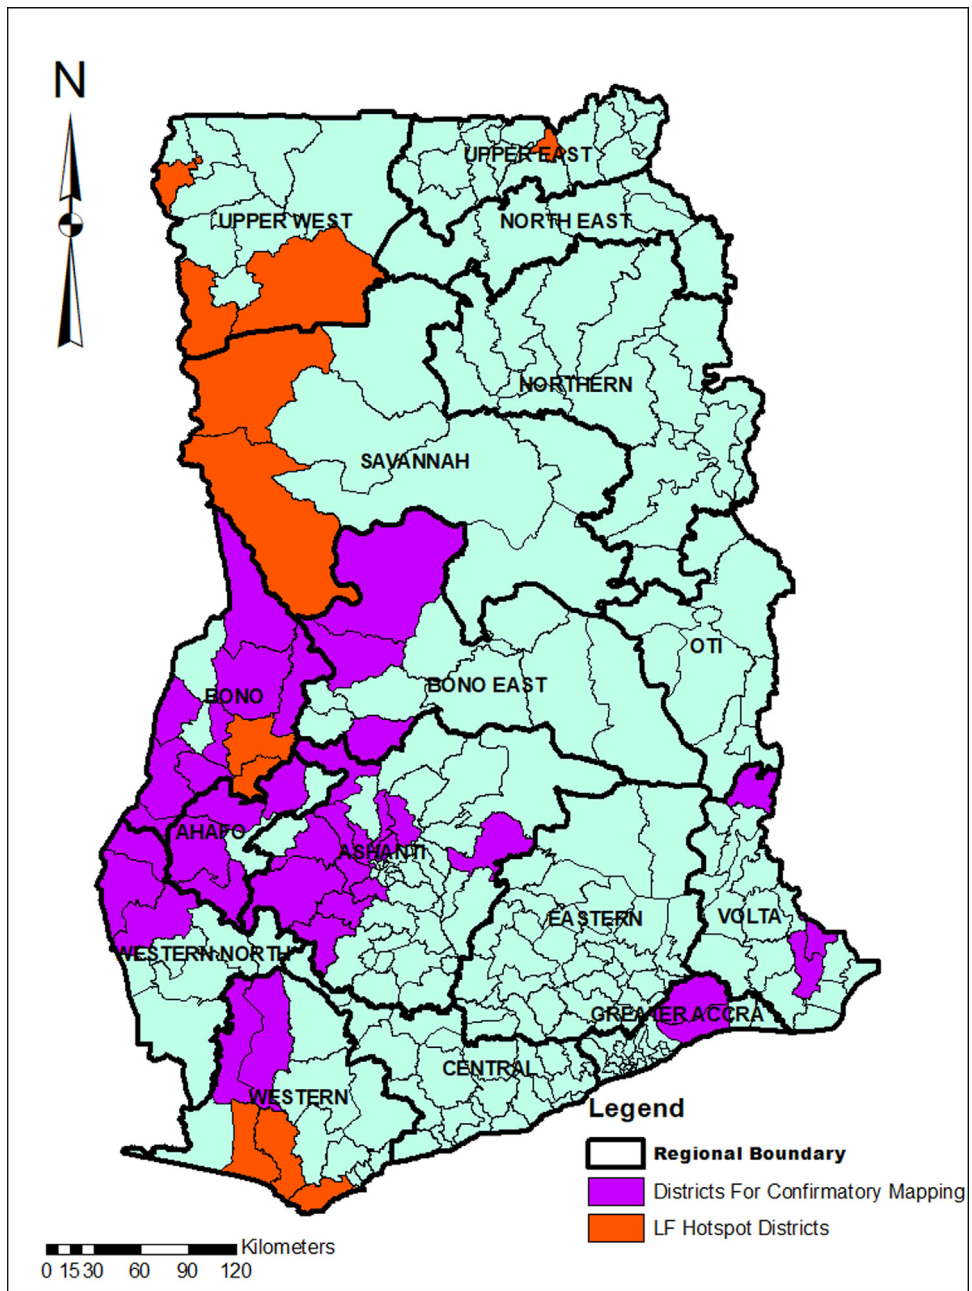 N
UPPER EAST
UPPER WEST
NORTH EAST
NORTHERN
SAVANNAH
OTI
BONO EAST
BONO
AHAFO
ASHANTI
EASTERN
VOLTA
WESTERN NORTH
GREATER ACCRA
CENTRAL
WESTERN
Legend
Regional Boundary
Districts For Confirmatory Mapping
LF Hotspot Districts
Kilometers
0 15 30 60 90 120